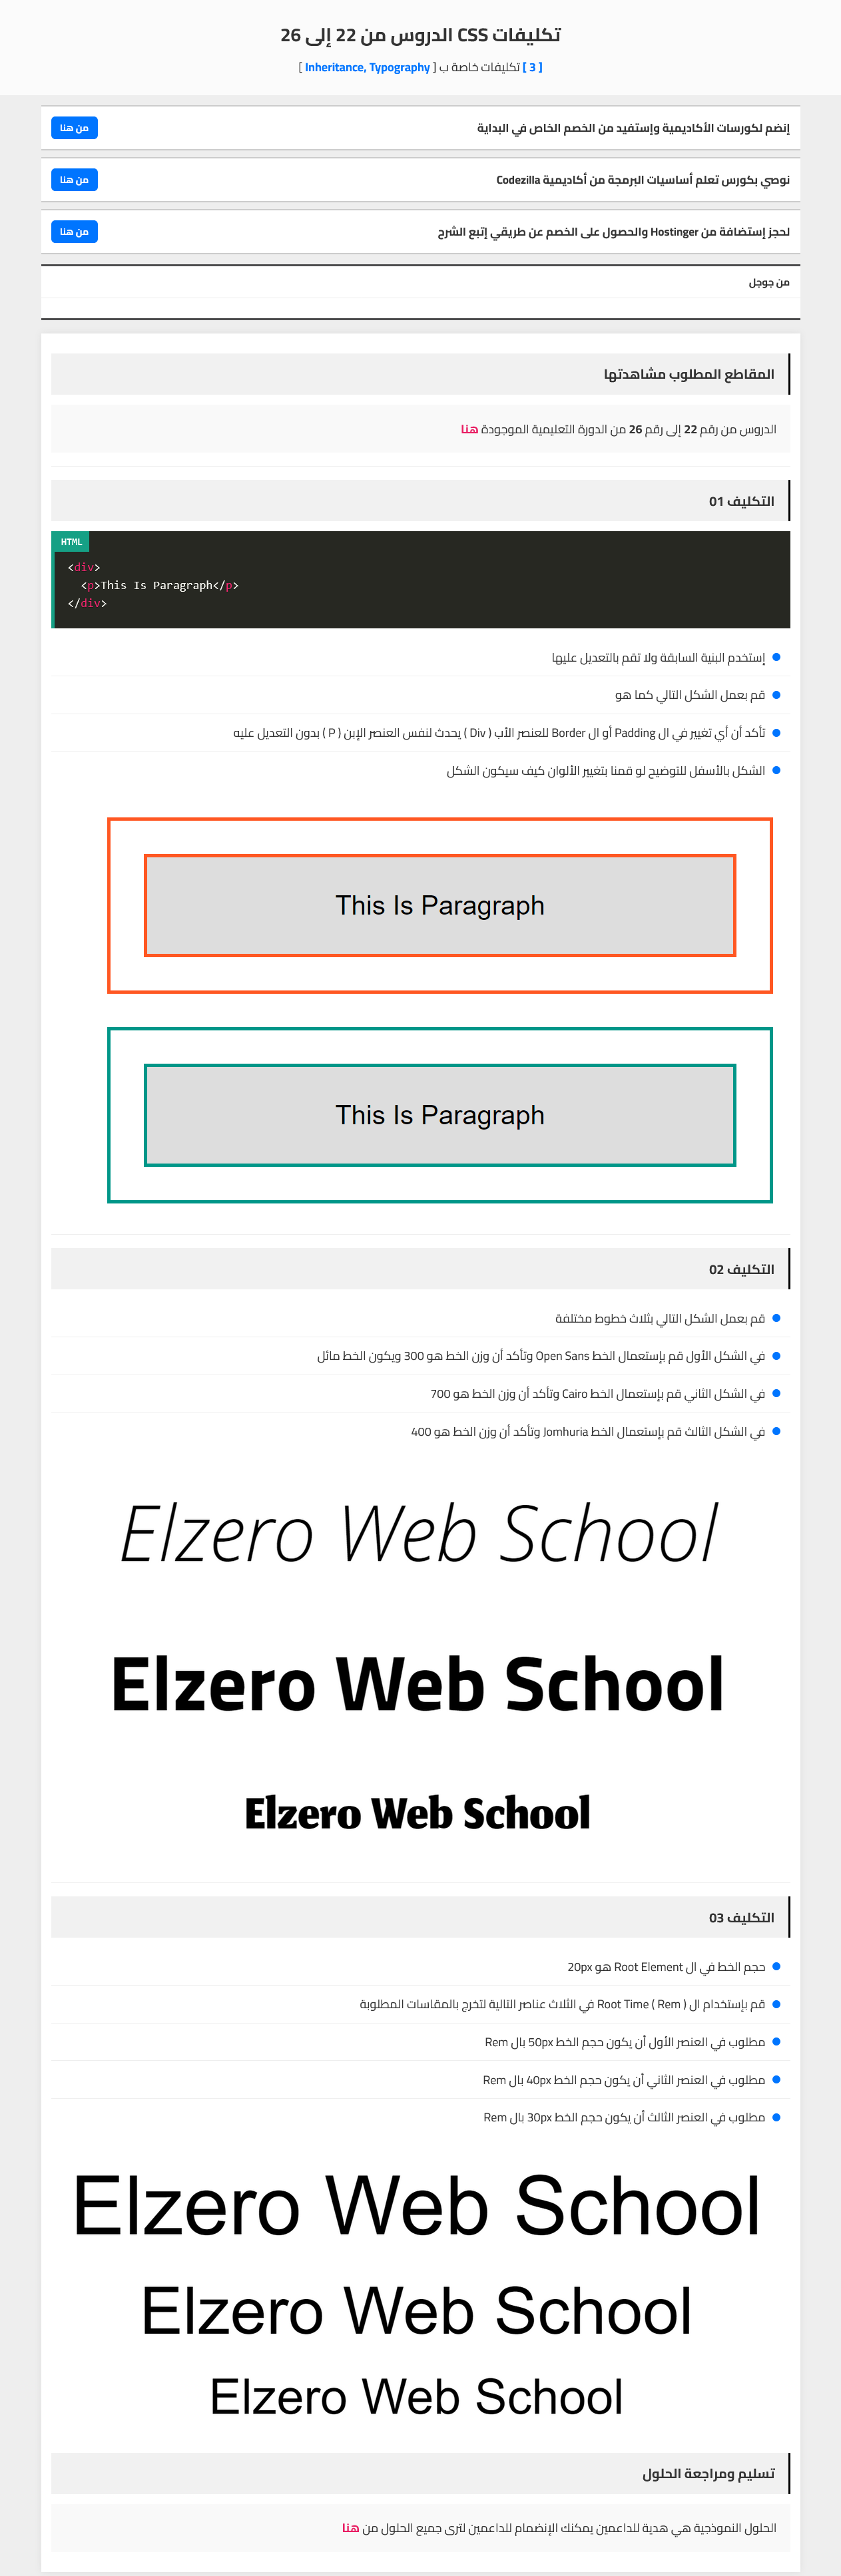 تكليفات CSS الدروس من 22 إلى 26
[ 3 ] تكليفات خاصة ب [ Inheritance, Typography ]
إنضم لكورسات الأكاديمية وإستفيد من الخصم الخاص في البداية
من هنا
نوصي بكورس تعلم أساسيات البرمجة من أكاديمية Codezilla
من هنا
لحجز إستضافة من Hostinger والحصول على الخصم عن طريقي إتبع الشرح
من هنا
من جوجل
المقاطع المطلوب مشاهدتها
الدروس من رقم 22 إلى رقم 26 من الدورة التعليمية الموجودة هنا
التكليف 01
HTML
<div>
  <p>This Is Paragraph</p>
</div>
إستخدم البنية السابقة ولا تقم بالتعديل عليها
قم بعمل الشكل التالي كما هو
تأكد أن أي تغيير في ال Padding أو ال Border للعنصر الأب ( Div ) يحدث لنفس العنصر الإبن ( P ) بدون التعديل عليه
الشكل بالأسفل للتوضيح لو قمنا بتغيير الألوان كيف سيكون الشكل
This Is Paragraph
This Is Paragraph
التكليف 02
قم بعمل الشكل التالي بثلاث خطوط مختلفة
في الشكل الأول قم بإستعمال الخط Open Sans وتأكد أن وزن الخط هو 300 ويكون الخط مائل
في الشكل الثاني قم بإستعمال الخط Cairo وتأكد أن وزن الخط هو 700
في الشكل الثالث قم بإستعمال الخط Jomhuria وتأكد أن وزن الخط هو 400
Elzero Web School
Elzero Web School
Elzero Web School
التكليف 03
حجم الخط في ال Root Element هو 20px
قم بإستخدام ال Root Time ( Rem ) في الثلاث عناصر التالية لتخرج بالمقاسات المطلوبة
مطلوب في العنصر الأول أن يكون حجم الخط 50px بال Rem
مطلوب في العنصر الثاني أن يكون حجم الخط 40px بال Rem
مطلوب في العنصر الثالث أن يكون حجم الخط 30px بال Rem
Elzero Web School
Elzero Web School
Elzero Web School
تسليم ومراجعة الحلول
الحلول النموذجية هي هدية للداعمين يمكنك الإنضمام للداعمين لترى جميع الحلول من هنا